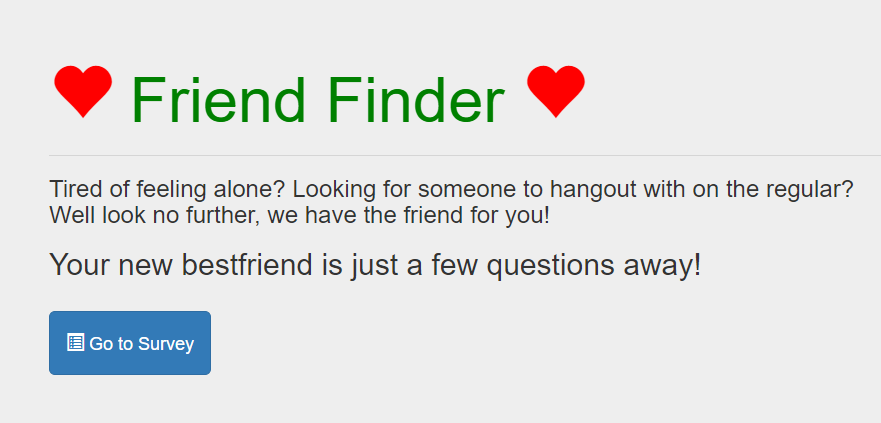 Friend Finder
Tired of feeling alone? Looking for someone to hangout with on the regular?
Well look no further, we have the friend for you!
Your new bestfriend is just a few questions away!
Go to Survey